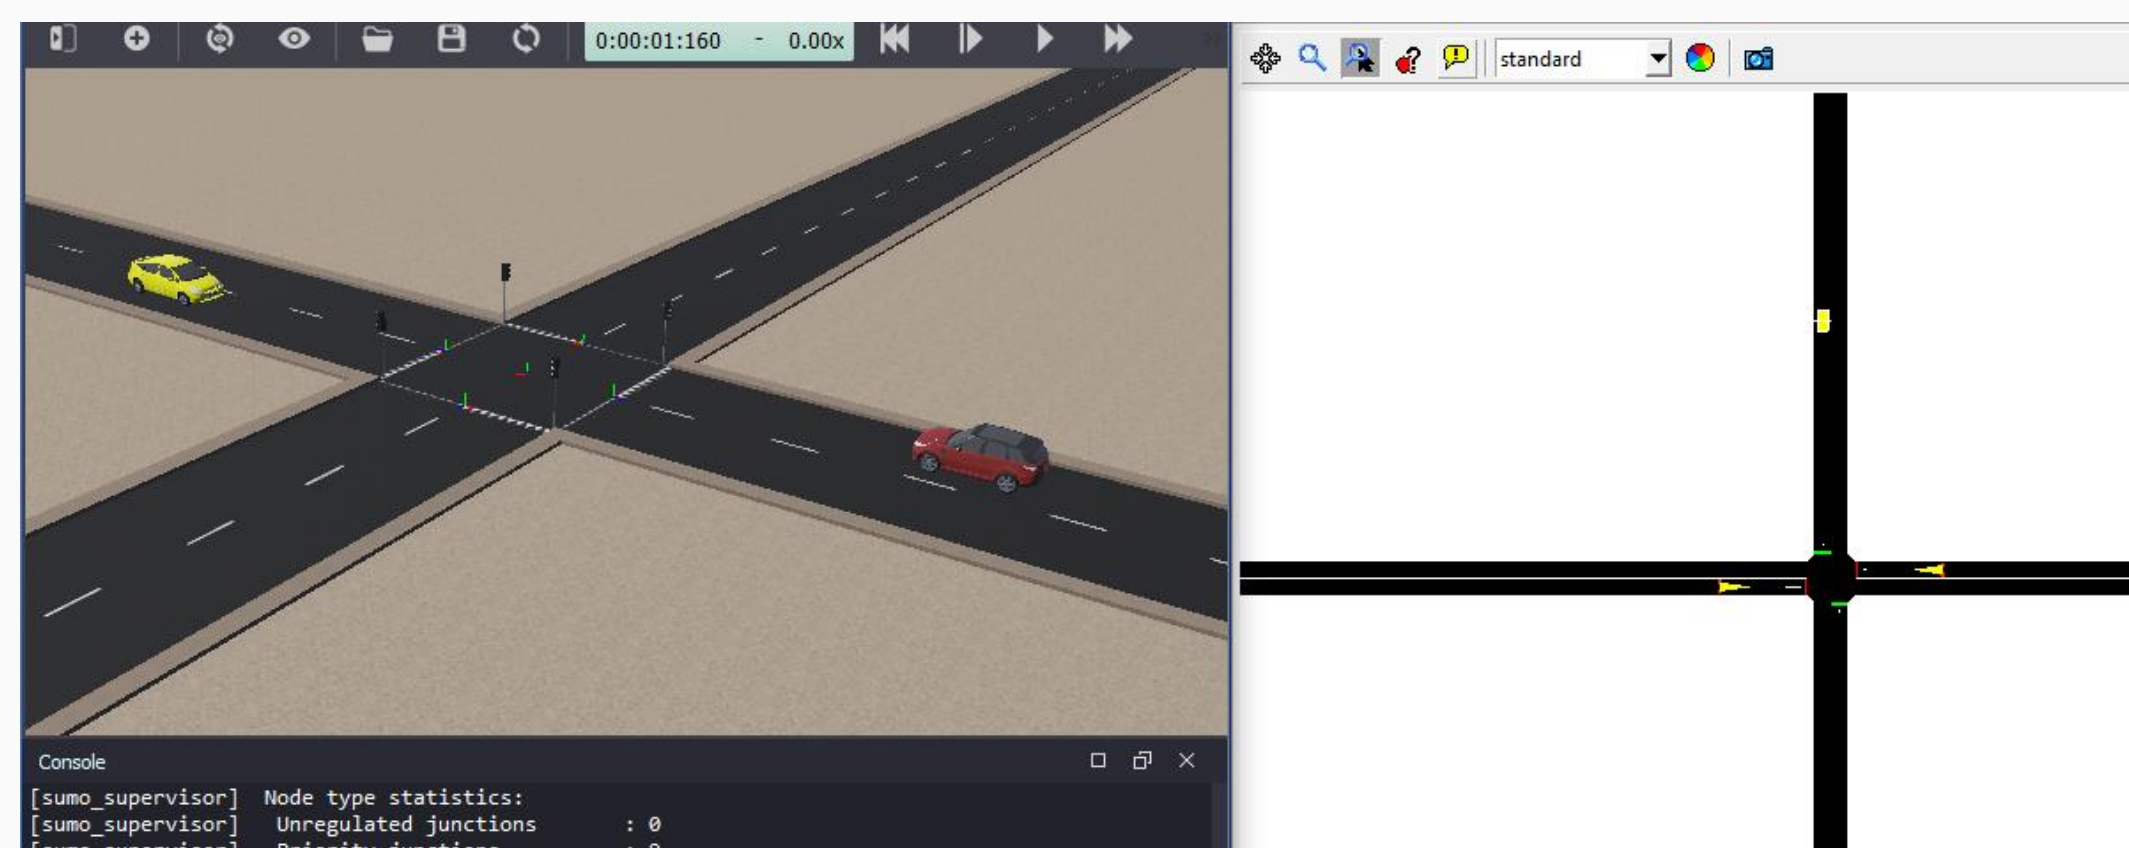 0:00:01:160 - 0.00x
standard
Console
[sumo_supervisor] Node type statistics:
[sumo_supervisor] Unregulated junctions : 0